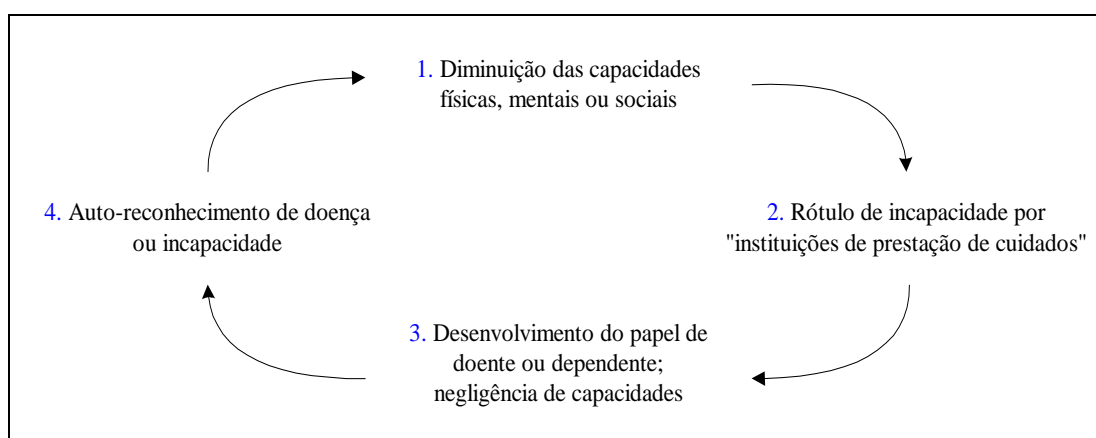 1. Diminuição das capacidades
físicas, mentais ou sociais
2. Rótulo de incapacidade por
"instituições de prestação de cuidados"
3. Desenvolvimento do papel de
doente ou dependente;
negligência de capacidades
4. Auto-reconhecimento de doença
ou incapacidade